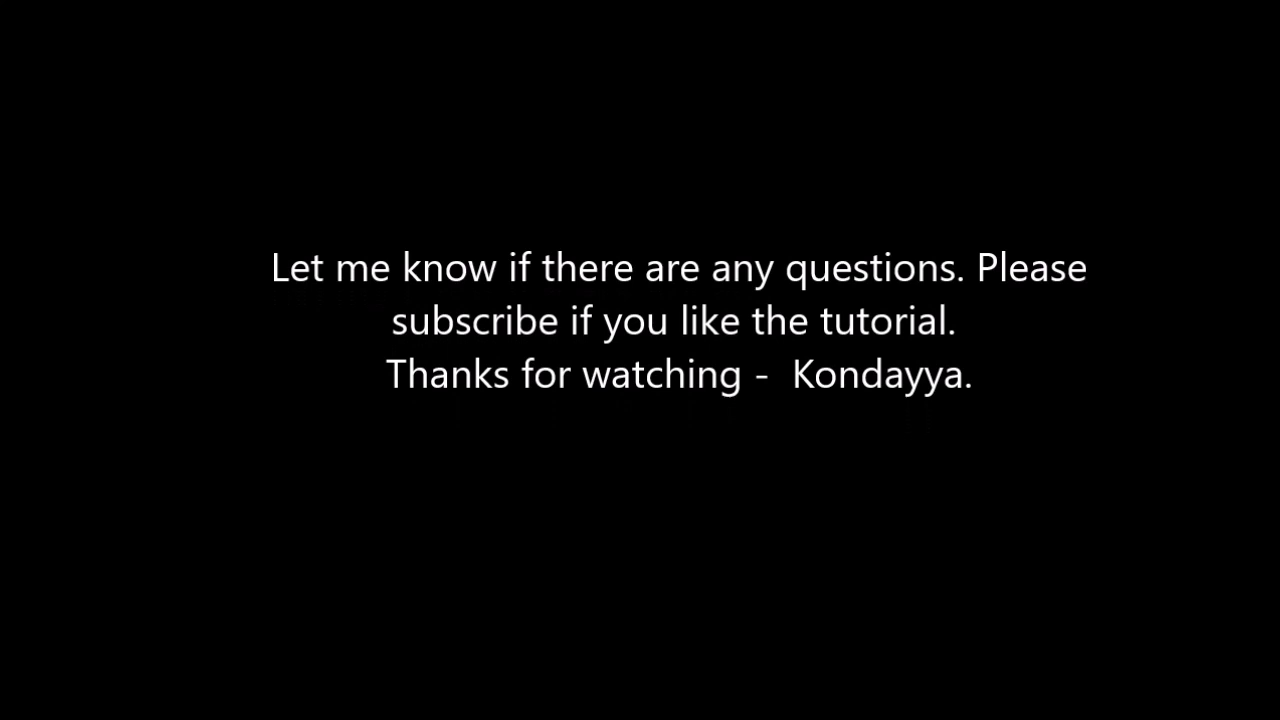 Let me know if there are any questions. Please
subscribe if you like the tutorial.
Thanks for watching -  Kondayya.